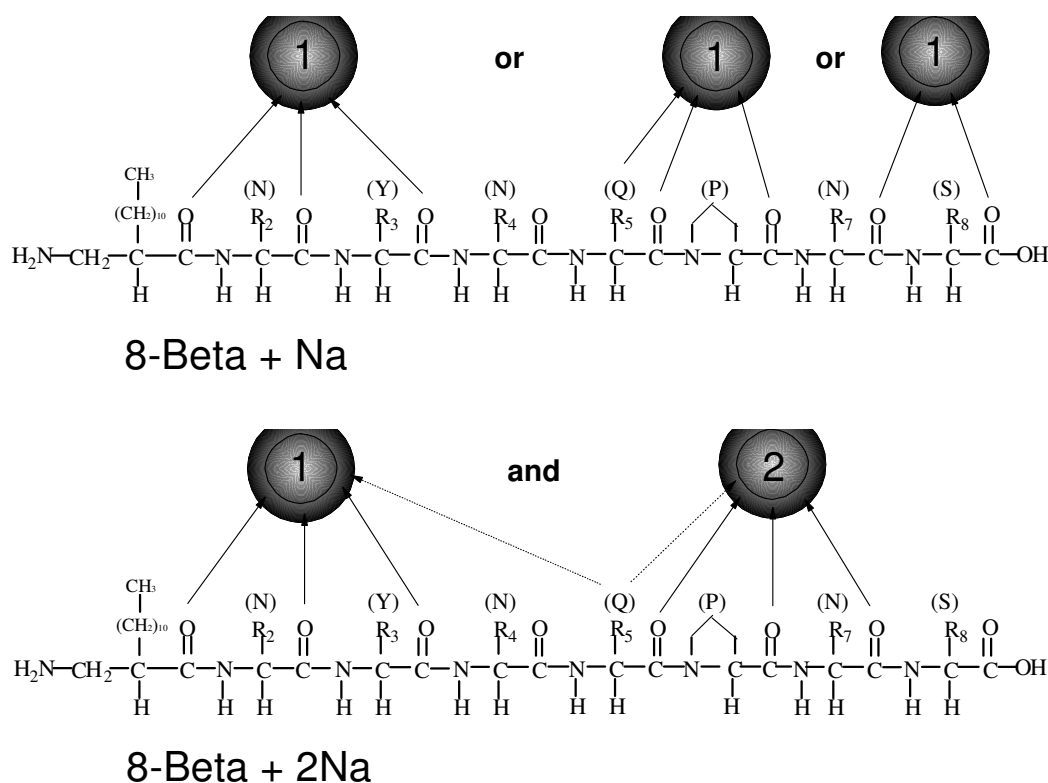 1 or 1 or 1
CH₃ (N) (Y) (N) (Q) (P) (N) (S)
(CH₂)₁₀ O R₂ O R₃ O R₄ O R₅ O O R₇ O R₈ O
H₂N—CH₂—C—C—N—C—C—N—C—C—N—C—C—N—C—C—N—C—C—N—C—C—N—C—C—OH
H H H H H H H H H H H H H H
8-Beta + Na
1 and 2
CH₃ (N) (Y) (N) (Q) (P) (N) (S)
(CH₂)₁₀ O R₂ O R₃ O R₄ O R₅ O O R₇ O R₈ O
H₂N—CH₂—C—C—N—C—C—N—C—C—N—C—C—N—C—C—N—C—C—N—C—C—N—C—C—OH
H H H H H H H H H H H H H H
8-Beta + 2Na